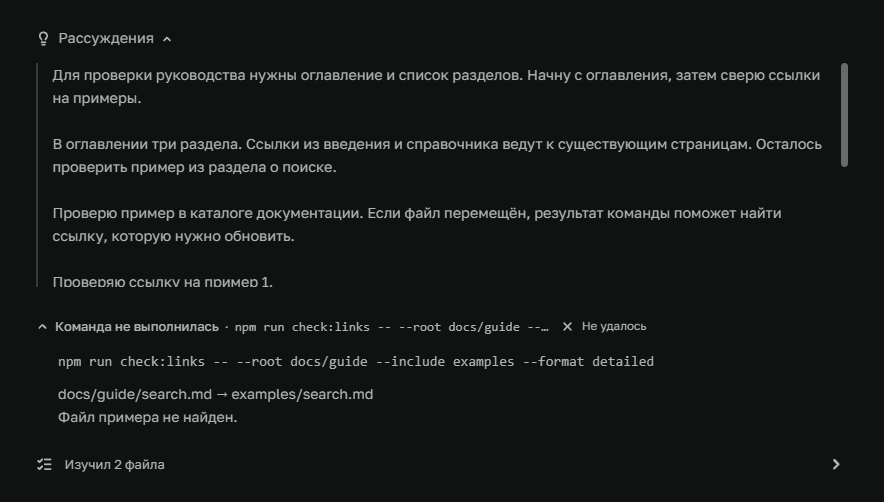 Рассуждения
Для проверки руководства нужны оглавление и список разделов. Начну с оглавления, затем сверю ссылки
на примеры.
В оглавлении три раздела. Ссылки из введения и справочника ведут к существующим страницам. Осталось
проверить пример из раздела о поиске.
Проверю пример в каталоге документации. Если файл перемещён, результат команды поможет найти
ссылку, которую нужно обновить.
Проверяю ссылку на пример 1.
Команда не выполнилась · npm run check:links -- --root docs/guide --… Не удалось
npm run check:links -- --root docs/guide --include examples --format detailed
docs/guide/search.md → examples/search.md
Файл примера не найден.
Изучил 2 файла